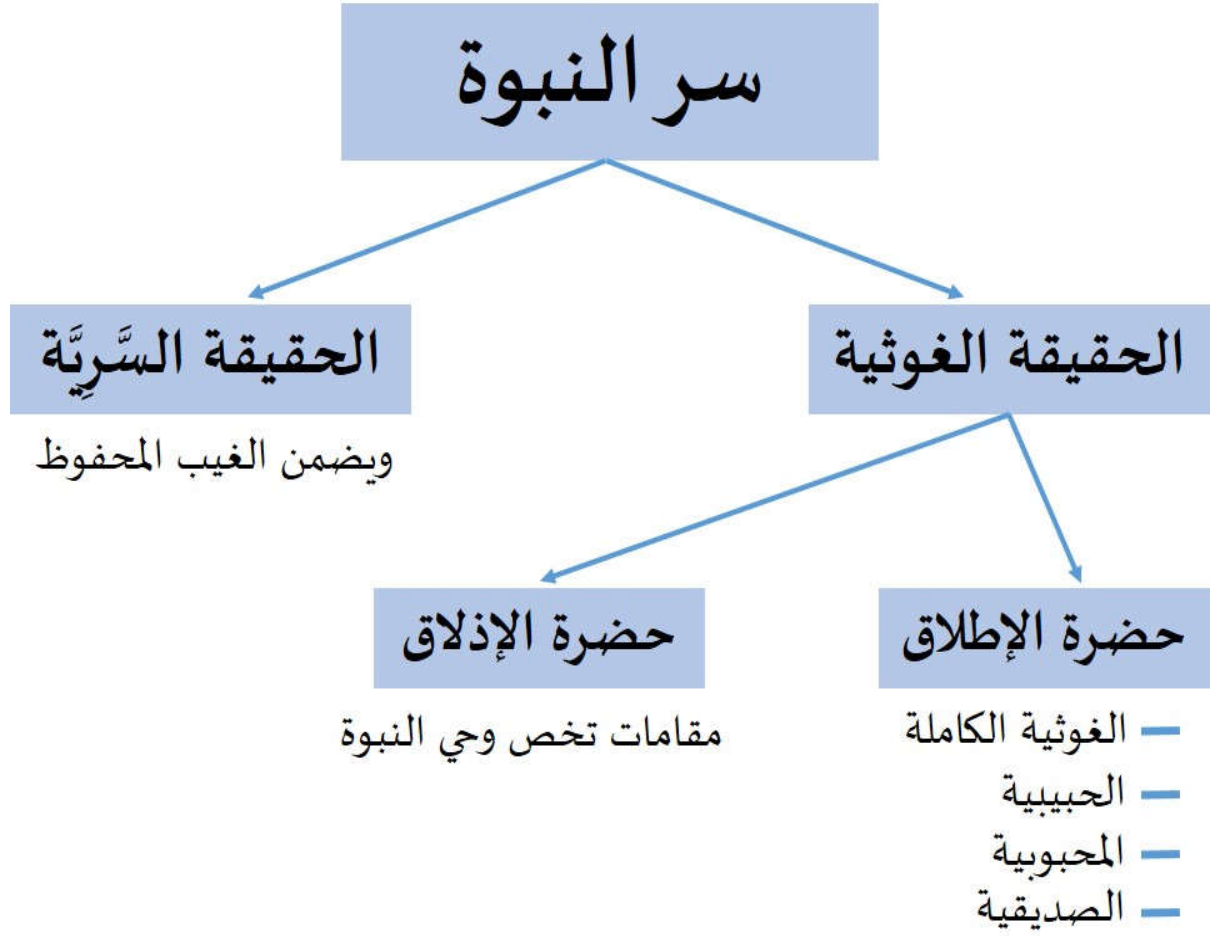 سر النبوة
الحقيقة الغوثية
الحقيقة السَّرِيَّة
ويضمن الغيب المحفوظ
حضرة الإطلاق
حضرة الإذلاق
مقامات تخص وحي النبوة
الغوثية الكاملة
الحبيبية
المحبوبية
الصديقية